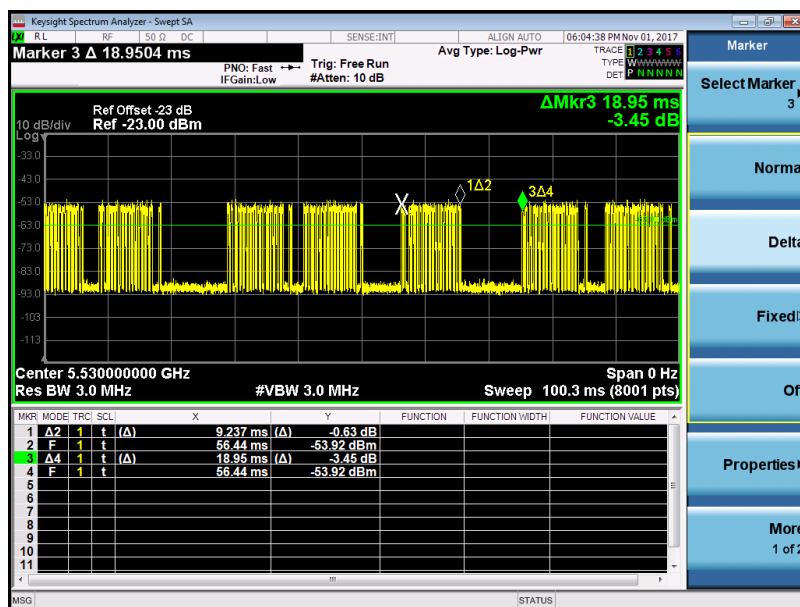 Keysight Spectrum Analyzer - Swept SA
LXI RL RF 50 Ω DC SENSE:INT ALIGN AUTO 06:04:38 PM Nov 01, 2017
Marker 3 Δ 18.9504 ms
PNO: Fast
IFGain:Low
Trig: Free Run
#Atten: 10 dB
Avg Type: Log-Pwr
TRACE 1 2 3 4 5 6
TYPE WWWWWW
DET P N N N N N
Ref Offset -23 dB
10 dB/div Ref -23.00 dBm
Log
ΔMkr3 18.95 ms
-3.45 dB
-33.0
-43.0
-53.0
-63.0
-73.0
-83.0
-93.0
-103
-113
X
1Δ2
3Δ4
Center 5.530000000 GHz Span 0 Hz
Res BW 3.0 MHz #VBW 3.0 MHz Sweep 100.3 ms (8001 pts)
MKR MODE TRC SCL X Y FUNCTION FUNCTION WIDTH FUNCTION VALUE
1 Δ2 1 t (Δ) 9.237 ms (Δ) -0.63 dB
2 F 1 t 56.44 ms -53.92 dBm
3 Δ4 1 t (Δ) 18.95 ms (Δ) -3.45 dB
4 F 1 t 56.44 ms -53.92 dBm
5
6
7
8
9
10
11
MSG STATUS
Marker
Select Marker
3
Norma
Delta
Fixed
Of
Properties
More
1 of 2